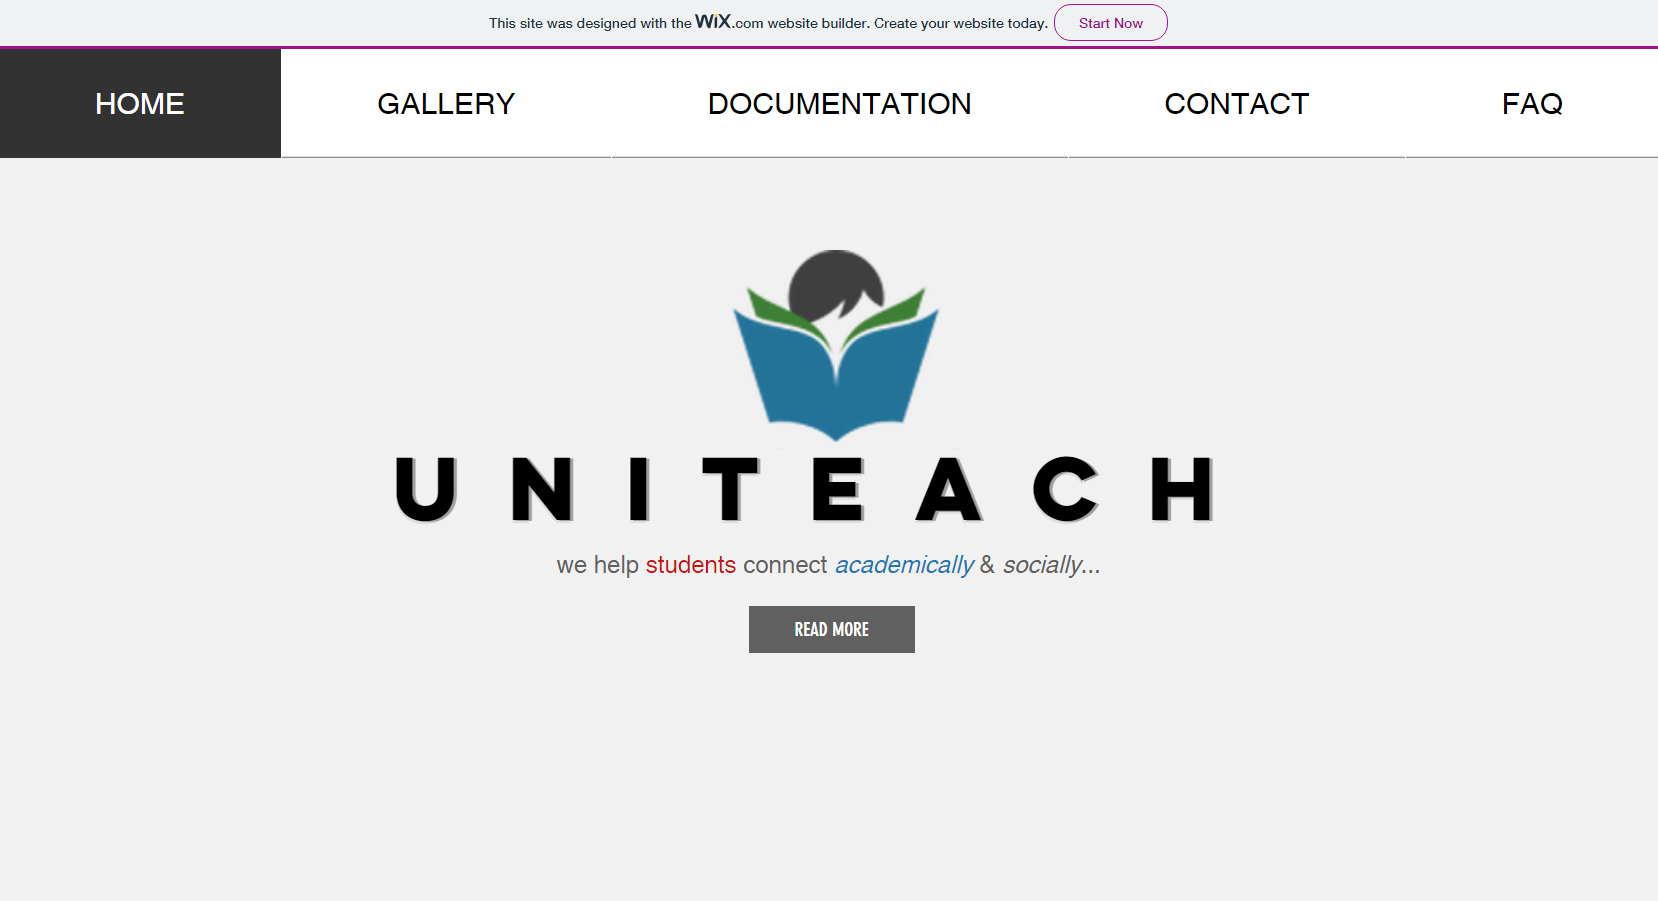 This site was designed with the WiX.com website builder. Create your website today. Start Now
HOME GALLERY DOCUMENTATION CONTACT FAQ
UNITEACH
we help students connect academically & socially...
READ MORE